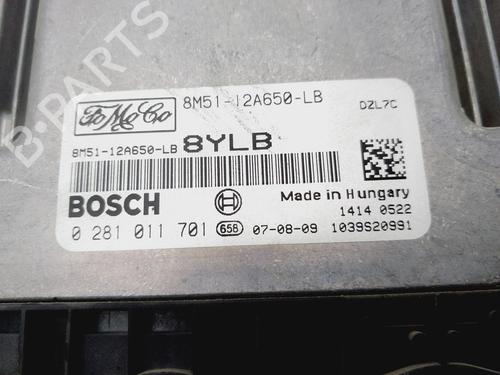 B-PARTS
FoMoCo
8M51-12A650-LB
DZL7C
8M51-12A650-LB 8YLB
BOSCH
Made in Hungary
1414 0522
0 281 011 701 658 07-08-09 1039S20991